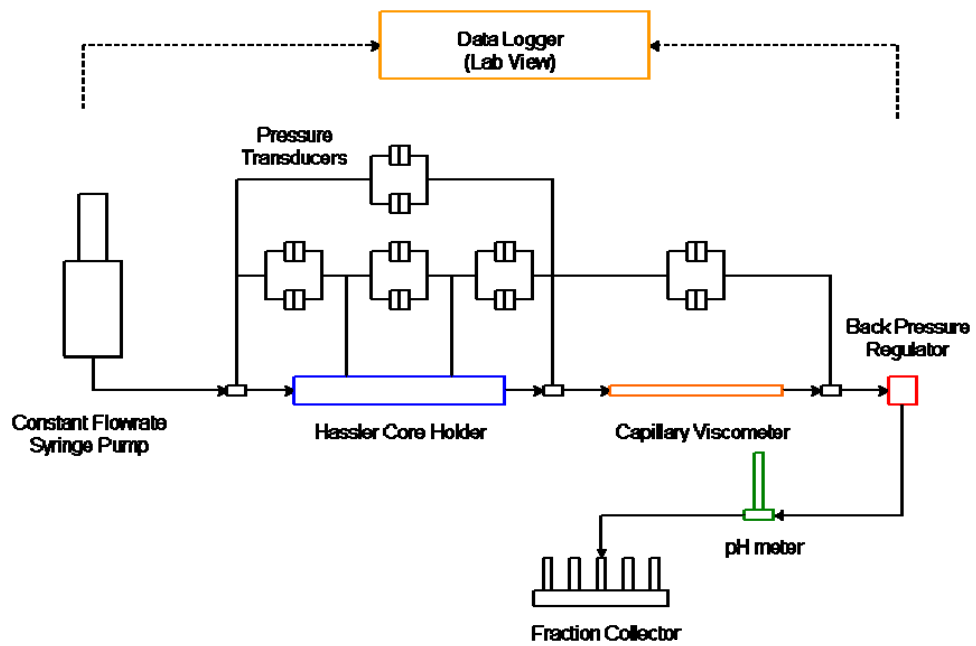 Data Logger
(Lab View)
Pressure
Transducers
Back Pressure
Regulator
Constant Flowrate
Syringe Pump
Hassler Core Holder
Capillary Viscometer
pH meter
Fraction Collector